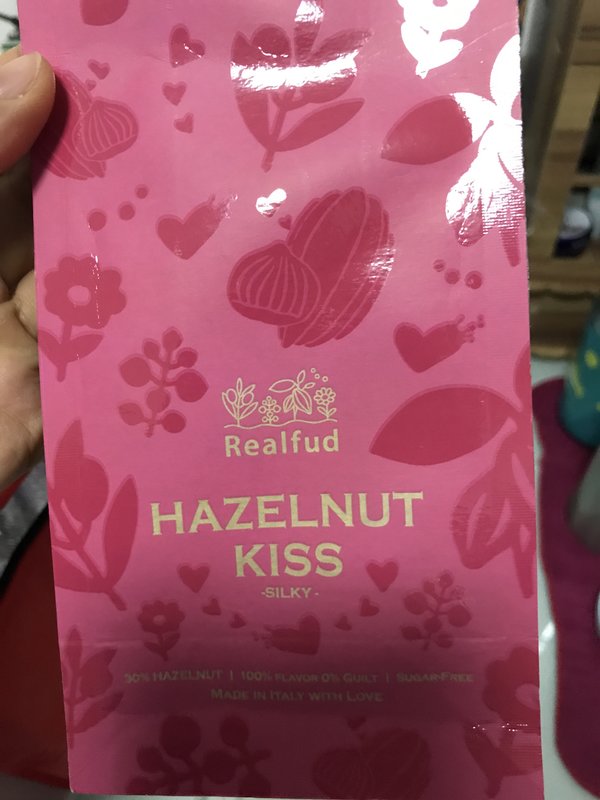 Realfud
HAZELNUT
KISS
-SILKY-
30% HAZELNUT | 100% FLAVOR 0% GUILT | SUGAR-FREE
MADE IN ITALY WITH LOVE